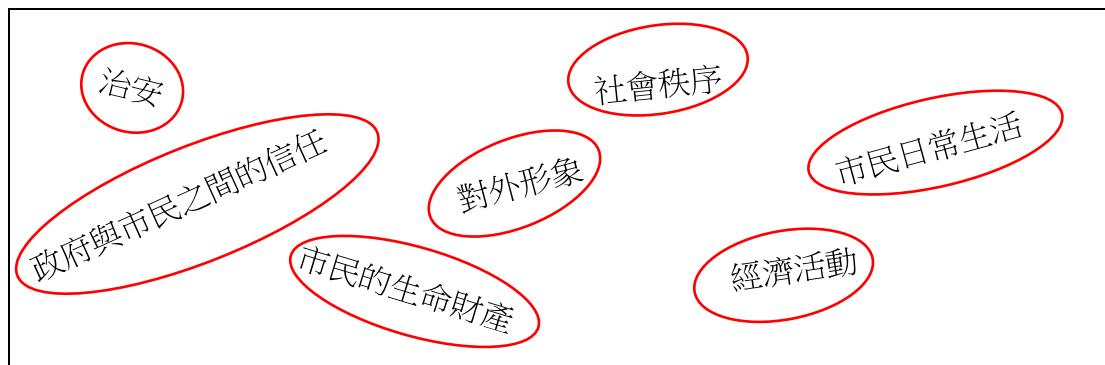 治安
社會秩序
政府與市民之間的信任
對外形象
市民日常生活
市民的生命財產
經濟活動